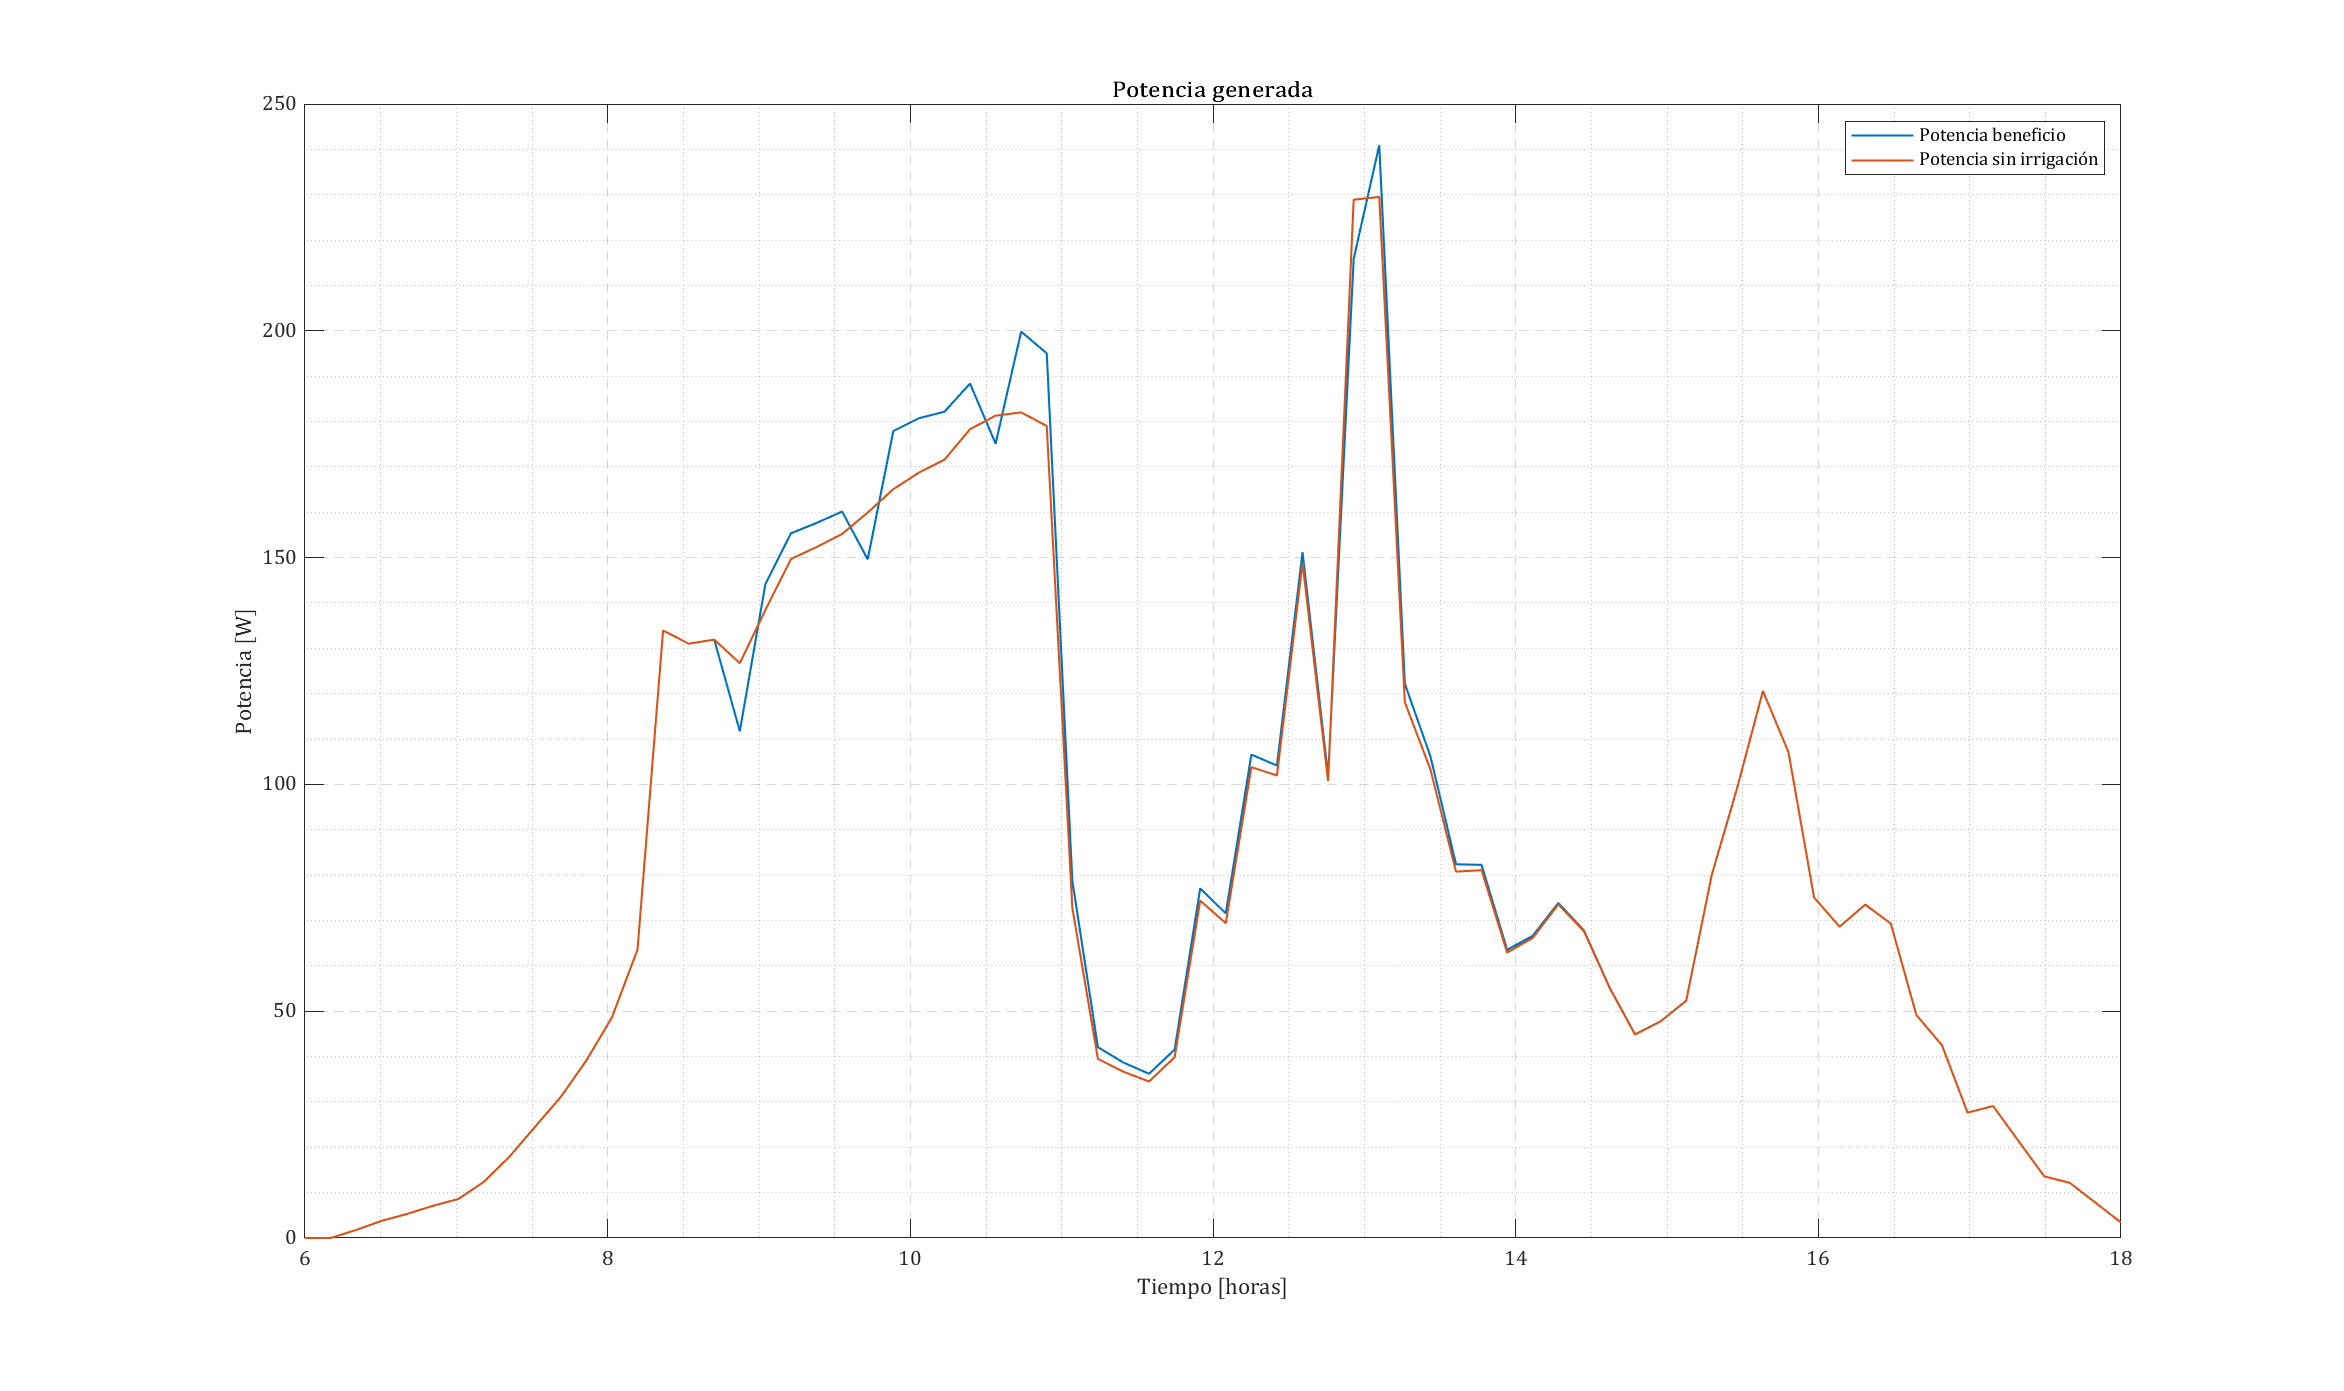 Potencia generada
250
200
150
100
50
0
Potencia [W]
Potencia beneficio
Potencia sin irrigación
6 8 10 12 14 16 18
Tiempo [horas]